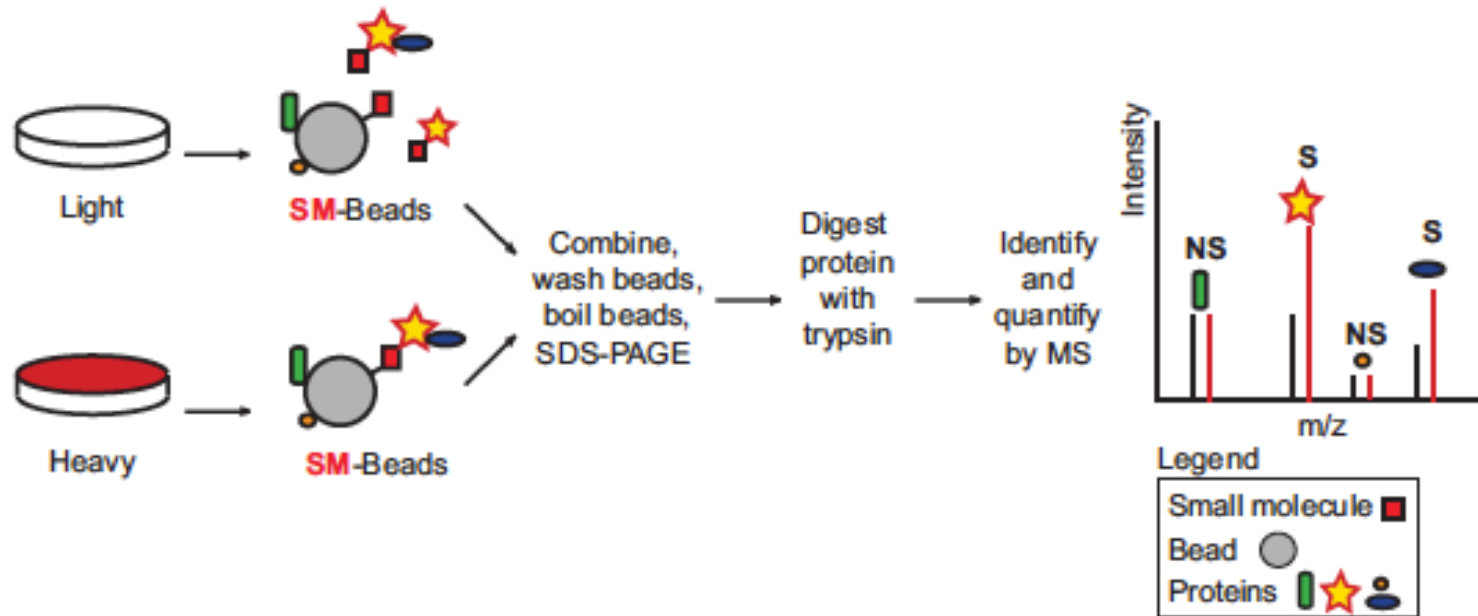 Light
SM-Beads
Heavy
SM-Beads
Combine,
wash beads,
boil beads,
SDS-PAGE
Digest
protein
with
trypsin
Identify
and
quantify
by MS
Intensity
NS
S
NS
S
m/z
Legend
Small molecule
Bead
Proteins